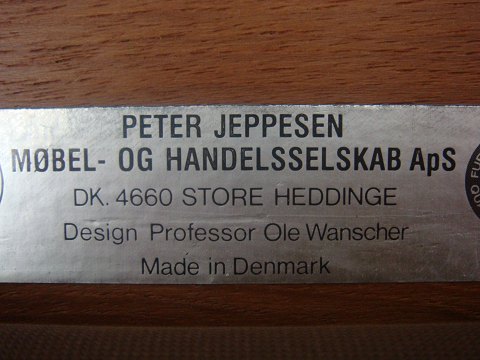 PETER JEPPESEN
MØBEL- OG HANDELSSELSKAB ApS
DK. 4660 STORE HEDDINGE
Design Professor Ole Wanscher
Made in Denmark